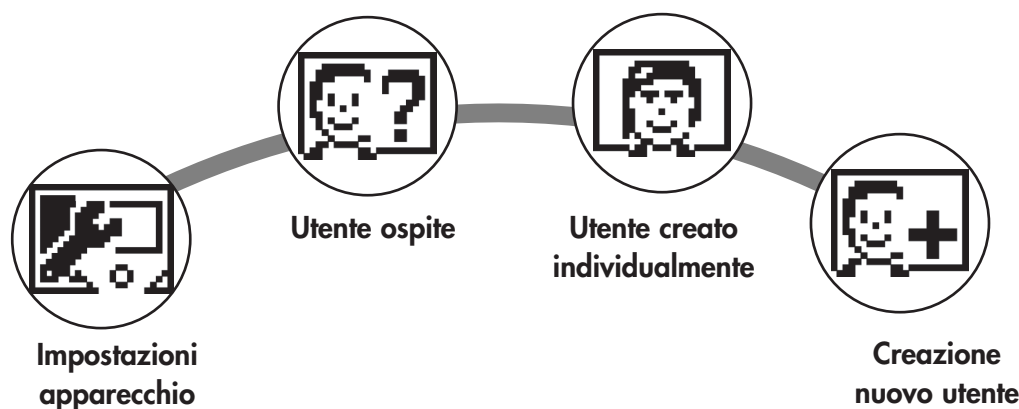 Utente ospite
Utente creato
individualmente
Impostazioni
apparecchio
Creazione
nuovo utente